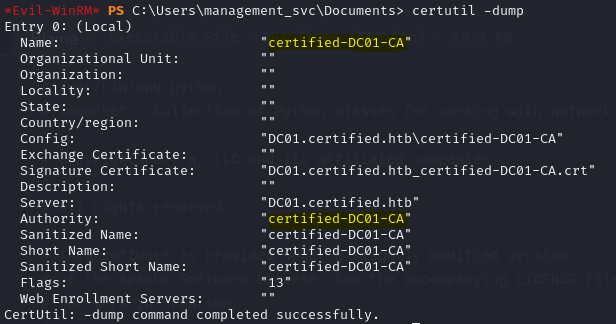 *Evil-WinRM* PS C:\Users\management_svc\Documents> certutil -dump
Entry 0: (Local)
  Name:                         "certified-DC01-CA"
  Organizational Unit:          ""
  Organization:                 ""
  Locality:                     ""
  State:                        ""
  Country/region:               ""
  Config:                       "DC01.certified.htb\certified-DC01-CA"
  Exchange Certificate:         ""
  Signature Certificate:        "DC01.certified.htb_certified-DC01-CA.crt"
  Description:                  ""
  Server:                       "DC01.certified.htb"
  Authority:                    "certified-DC01-CA"
  Sanitized Name:               "certified-DC01-CA"
  Short Name:                   "certified-DC01-CA"
  Sanitized Short Name:         "certified-DC01-CA"
  Flags:                        "13"
  Web Enrollment Servers:       ""
CertUtil: -dump command completed successfully.